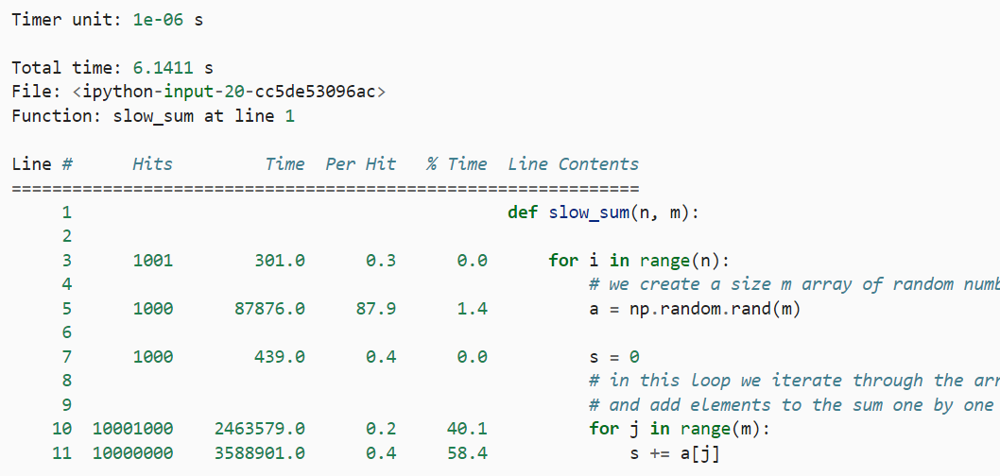 Timer unit: 1e-06 s
Total time: 6.1411 s
File: <ipython-input-20-cc5de53096ac>
Function: slow_sum at line 1
Line # Hits Time Per Hit % Time Line Contents
==============================================================
1 def slow_sum(n, m):
2
3 1001 301.0 0.3 0.0 for i in range(n):
4 # we create a size m array of random
5 1000 87876.0 87.9 1.4 a = np.random.rand(m)
6
7 1000 439.0 0.4 0.0 s = 0
8 # in this loop we iterate through the
9 # and add elements to the sum one by one
10 10001000 2463579.0 0.2 40.1 for j in range(m):
11 10000000 3588901.0 0.4 58.4 s += a[j]